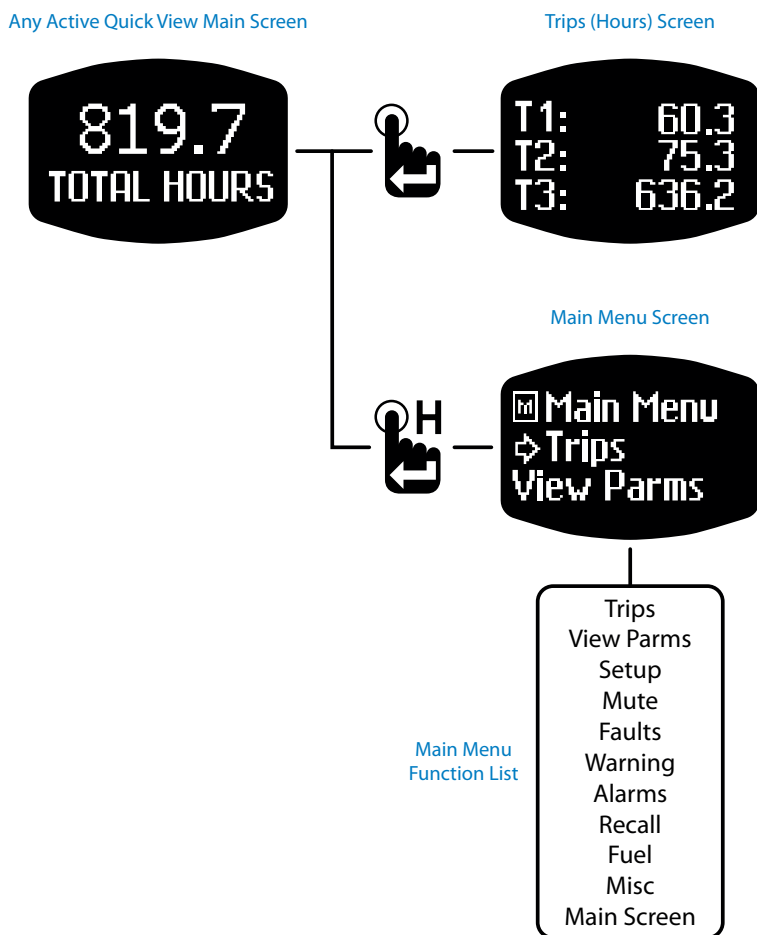 Any Active Quick View Main Screen
Trips (Hours) Screen
819.7
TOTAL HOURS
T1: 60.3
T2: 75.3
T3: 636.2
Main Menu Screen
H
M Main Menu
Trips
View Parms
Main Menu
Function List
Trips
View Parms
Setup
Mute
Faults
Warning
Alarms
Recall
Fuel
Misc
Main Screen